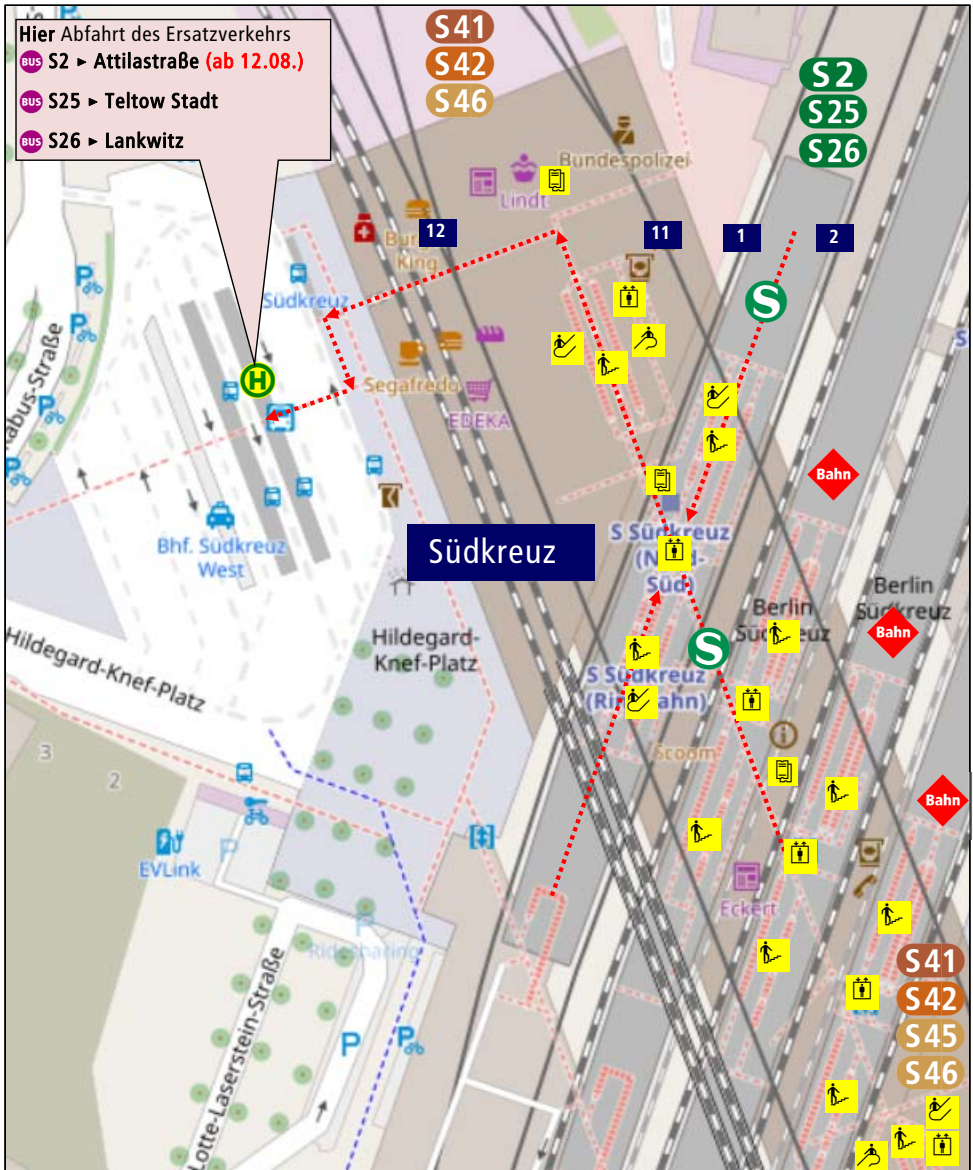 Hier Abfahrt des Ersatzverkehrs
BUS S2 ▸ Attilastraße (ab 12.08.)
BUS S25 ▸ Teltow Stadt
BUS S26 ▸ Lankwitz
S41
S42
S46
S2
S25
S26
Bundespolizei
Lindt
12
11
1
2
Burger
King
Südkreuz
S
Segafredo
EDEKA
H
Bahn
Bhf. Südkreuz
West
Südkreuz
S Südkreuz
(Nord-
Süd)
Berlin
Südkreuz
Berlin
Südkreuz
Bahn
Hildegard-Knef-Platz
Hildegard-
Knef-Platz
S
S Südkreuz
(Ringbahn)
Scoom
3
2
Bahn
EVLink
P
Eckert
P
Ridesharing
Lotte-Laserstein-Straße
P
S41
S42
S45
S46